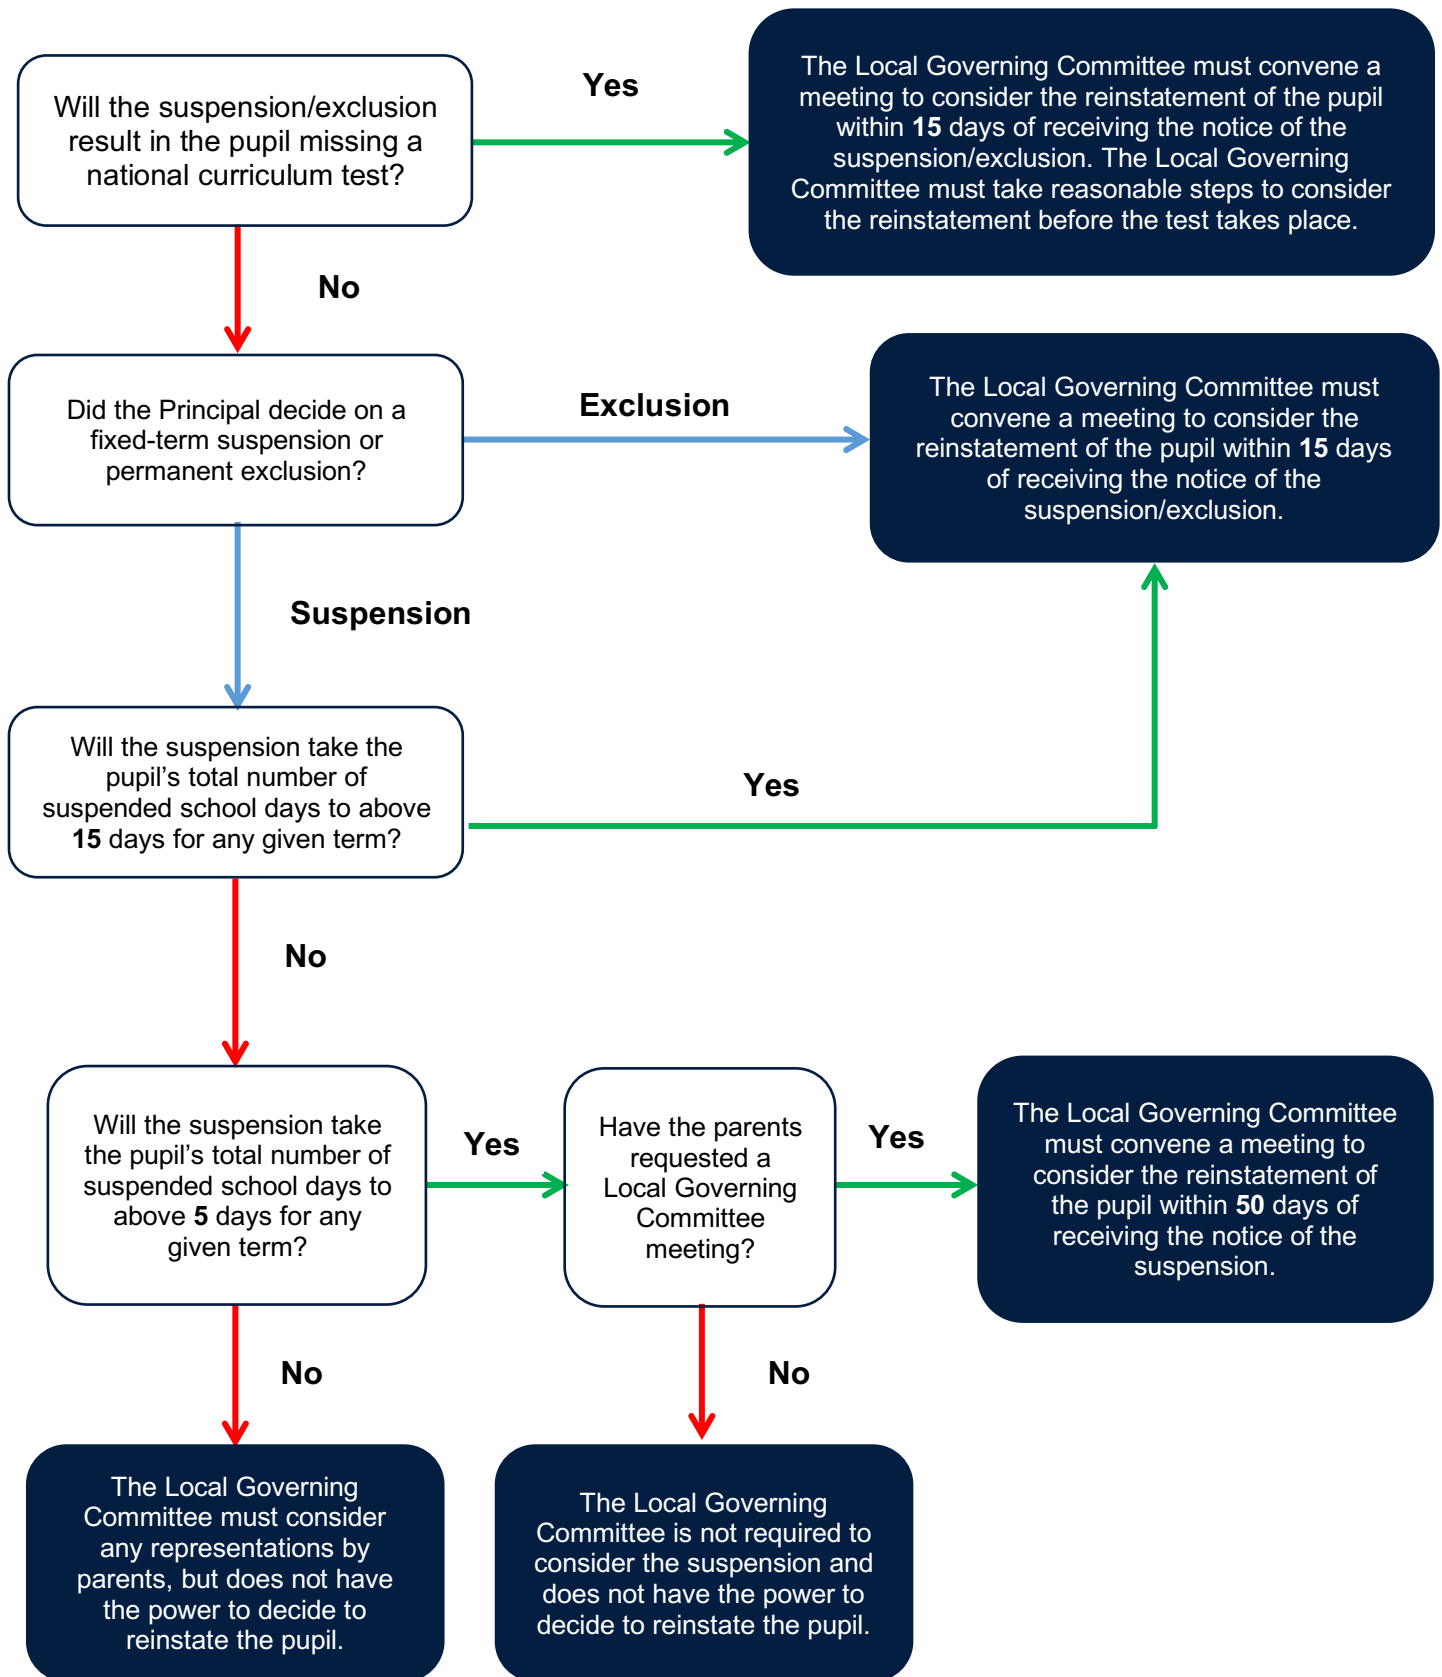 Will the suspension/exclusion
result in the pupil missing a
national curriculum test?
Yes
The Local Governing Committee must convene a
meeting to consider the reinstatement of the pupil
within 15 days of receiving the notice of the
suspension/exclusion. The Local Governing
Committee must take reasonable steps to consider
the reinstatement before the test takes place.
No
Did the Principal decide on a
fixed-term suspension or
permanent exclusion?
Exclusion
The Local Governing Committee must
convene a meeting to consider the
reinstatement of the pupil within 15 days
of receiving the notice of the
suspension/exclusion.
Suspension
Will the suspension take the
pupil’s total number of
suspended school days to above
15 days for any given term?
Yes
No
Will the suspension take
the pupil’s total number of
suspended school days to
above 5 days for any
given term?
Yes
Have the parents
requested a
Local Governing
Committee
meeting?
Yes
The Local Governing Committee
must convene a meeting to
consider the reinstatement of
the pupil within 50 days of
receiving the notice of the
suspension.
No
No
The Local Governing
Committee must consider
any representations by
parents, but does not have
the power to decide to
reinstate the pupil.
The Local Governing
Committee is not required to
consider the suspension and
does not have the power to
decide to reinstate the pupil.